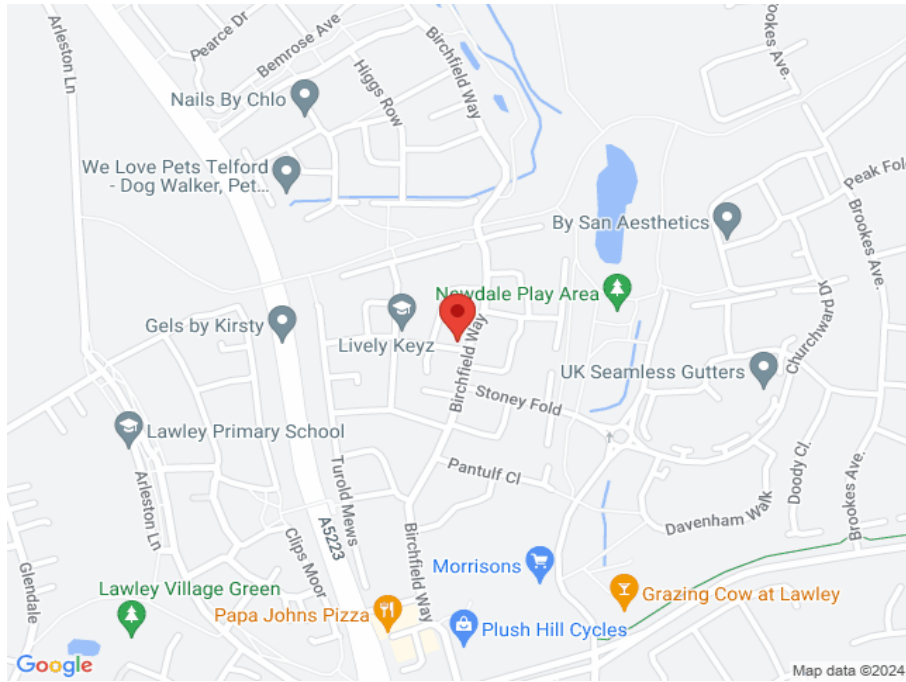 Arleston Ln
Pearce Dr
Bemrose Ave
Birchfield Way
Brookes Ave.
Higgs Row
Nails By Chlo
We Love Pets Telford
- Dog Walker, Pet...
Peak Fold
By San Aesthetics
Brookes Ave.
Newdale Play Area
Churchward Dr
Gels by Kirsty
Lively Keyz
Birchfield Way
UK Seamless Gutters
Stoney Fold
Lawley Primary School
Turold Mews
Pantulf Cl
Doody Cl.
Brookes Ave.
Arleston Ln
A5223
Clips Moor
Birchfield Way
Davenham Walk
Glendale
Morrisons
Lawley Village Green
Grazing Cow at Lawley
Papa Johns Pizza
Plush Hill Cycles
Google
Map data ©2024